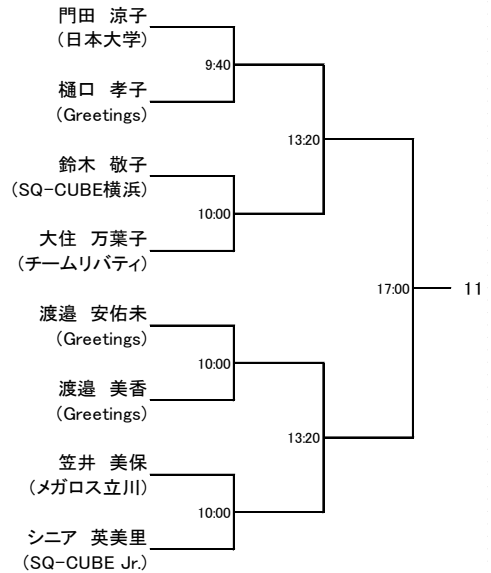 門田 涼子
(日本大学)
9:40
樋口 孝子
(Greetings)
13:20
鈴木 敬子
(SQ-CUBE横浜)
10:00
大住 万葉子
(チームリバティ)
17:00
11
渡邉 安佑未
(Greetings)
10:00
渡邉 美香
(Greetings)
13:20
笠井 美保
(メガロス立川)
10:00
シニア 英美里
(SQ-CUBE Jr.)